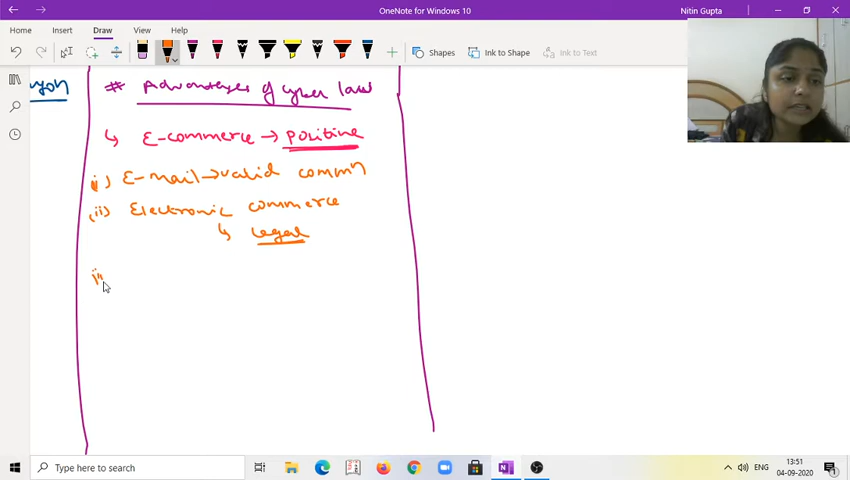 OneNote for Windows 10
Nitin Gupta
Home Insert Draw View Help
Shapes Ink to Shape Ink to Text
# Advantages of cyber law
↳ E-commerce → positive
i) E-mail → valid commn
(ii) Electronic commerce
↳ legal
iii
Type here to search
ENG
13:51
04-09-2020